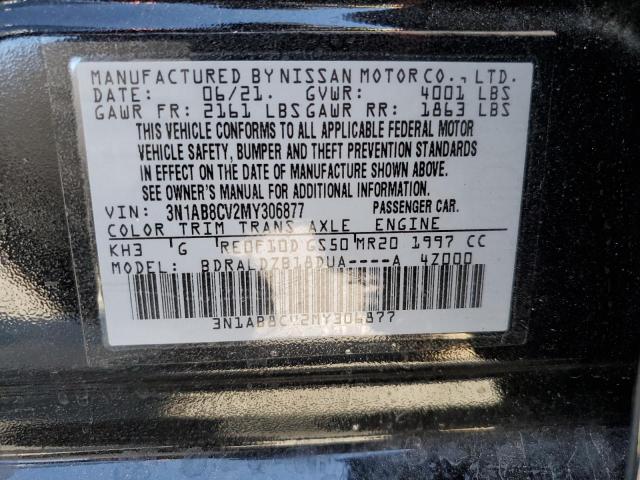 MANUFACTURED BY NISSAN MOTOR CO., LTD.
DATE: 06/21. GVWR: 4001 LBS
GAWR FR: 2161 LBS GAWR RR: 1863 LBS
THIS VEHICLE CONFORMS TO ALL APPLICABLE FEDERAL MOTOR
VEHICLE SAFETY, BUMPER AND THEFT PREVENTION STANDARDS
IN EFFECT ON THE DATE OF MANUFACTURE SHOWN ABOVE.
SEE OWNER'S MANUAL FOR ADDITIONAL INFORMATION.
VIN: 3N1AB8CV2MY306877 PASSENGER CAR.
COLOR TRIM TRANS AXLE ENGINE
KH3 G RE0F10D GS50 MR20 1997 CC
MODEL: BDRALDZB18DUA----A 4Z000
3N1AB8CV2MY306877